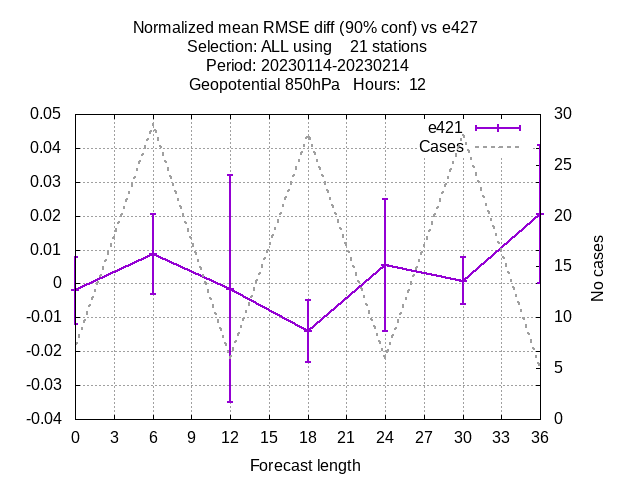 Normalized mean RMSE diff (90% conf) vs e427
Selection: ALL using    21 stations
Period: 20230114-20230214
Geopotential 850hPa   Hours:  12
e421
Cases
0.05
0.04
0.03
0.02
0.01
0
-0.01
-0.02
-0.03
-0.04
30
25
20
15
10
5
0
No cases
0 3 6 9 12 15 18 21 24 27 30 33 36
Forecast length